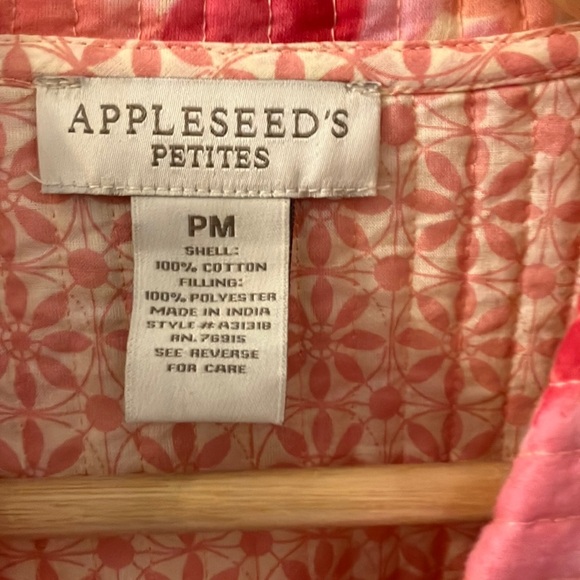 APPLESEED'S
PETITES
PM
SHELL:
100% COTTON
FILLING:
100% POLYESTER
MADE IN INDIA
STYLE# A31318
RN. 76915
SEE REVERSE
FOR CARE